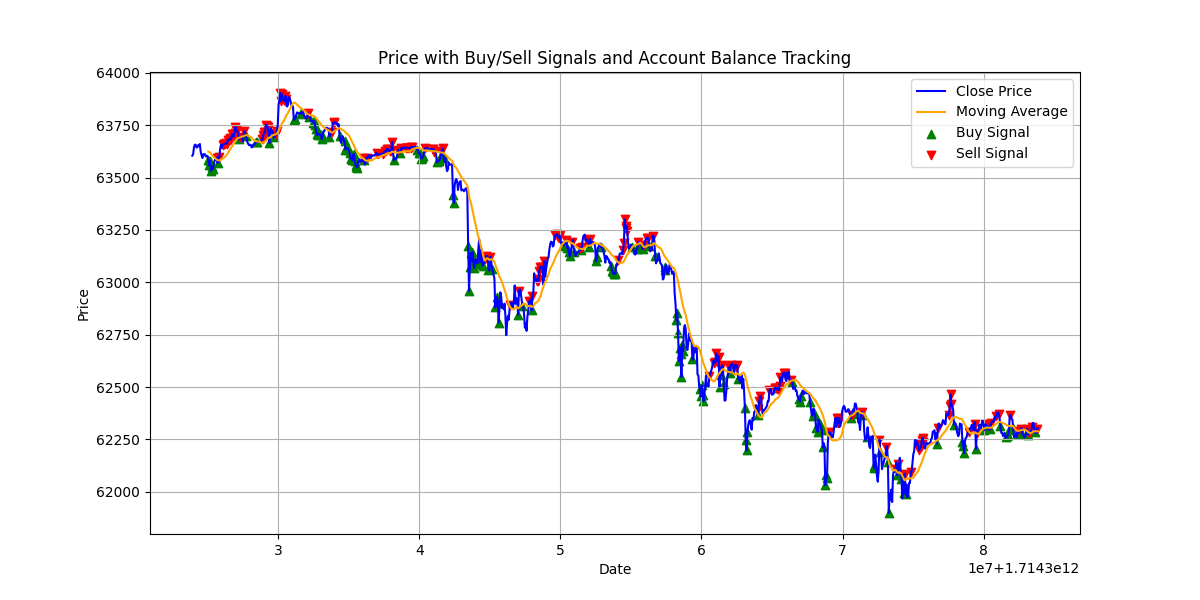 Price with Buy/Sell Signals and Account Balance Tracking
Close Price
Moving Average
Buy Signal
Sell Signal
64000
63750
63500
63250
63000
62750
62500
62250
62000
Price
3 4 5 6 7 8
Date
1e7+1.7143e12